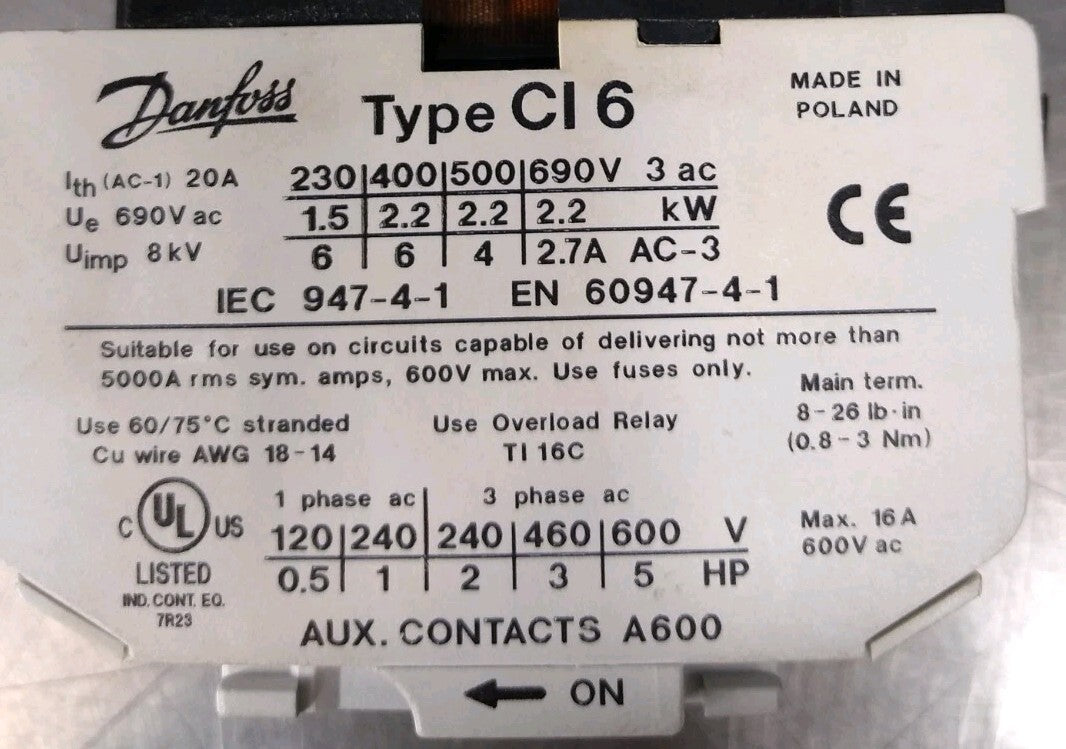 Danfoss Type CI 6 MADE IN POLAND
Ith (AC-1) 20A 230 400 500 690V 3 ac
Ue 690V ac 1.5 2.2 2.2 2.2 kW
Uimp 8kV 6 6 4 2.7A AC-3
CE
IEC 947-4-1 EN 60947-4-1
Suitable for use on circuits capable of delivering not more than
5000A rms sym. amps, 600V max. Use fuses only.
Main term.
8-26 lb·in
(0.8-3 Nm)
Use 60/75°C stranded
Cu wire AWG 18-14
Use Overload Relay
TI 16C
C UL US
LISTED
IND. CONT. EQ.
7R23
1 phase ac 3 phase ac
120 240 240 460 600 V
0.5 1 2 3 5 HP
Max. 16A
600V ac
AUX. CONTACTS A600
ON